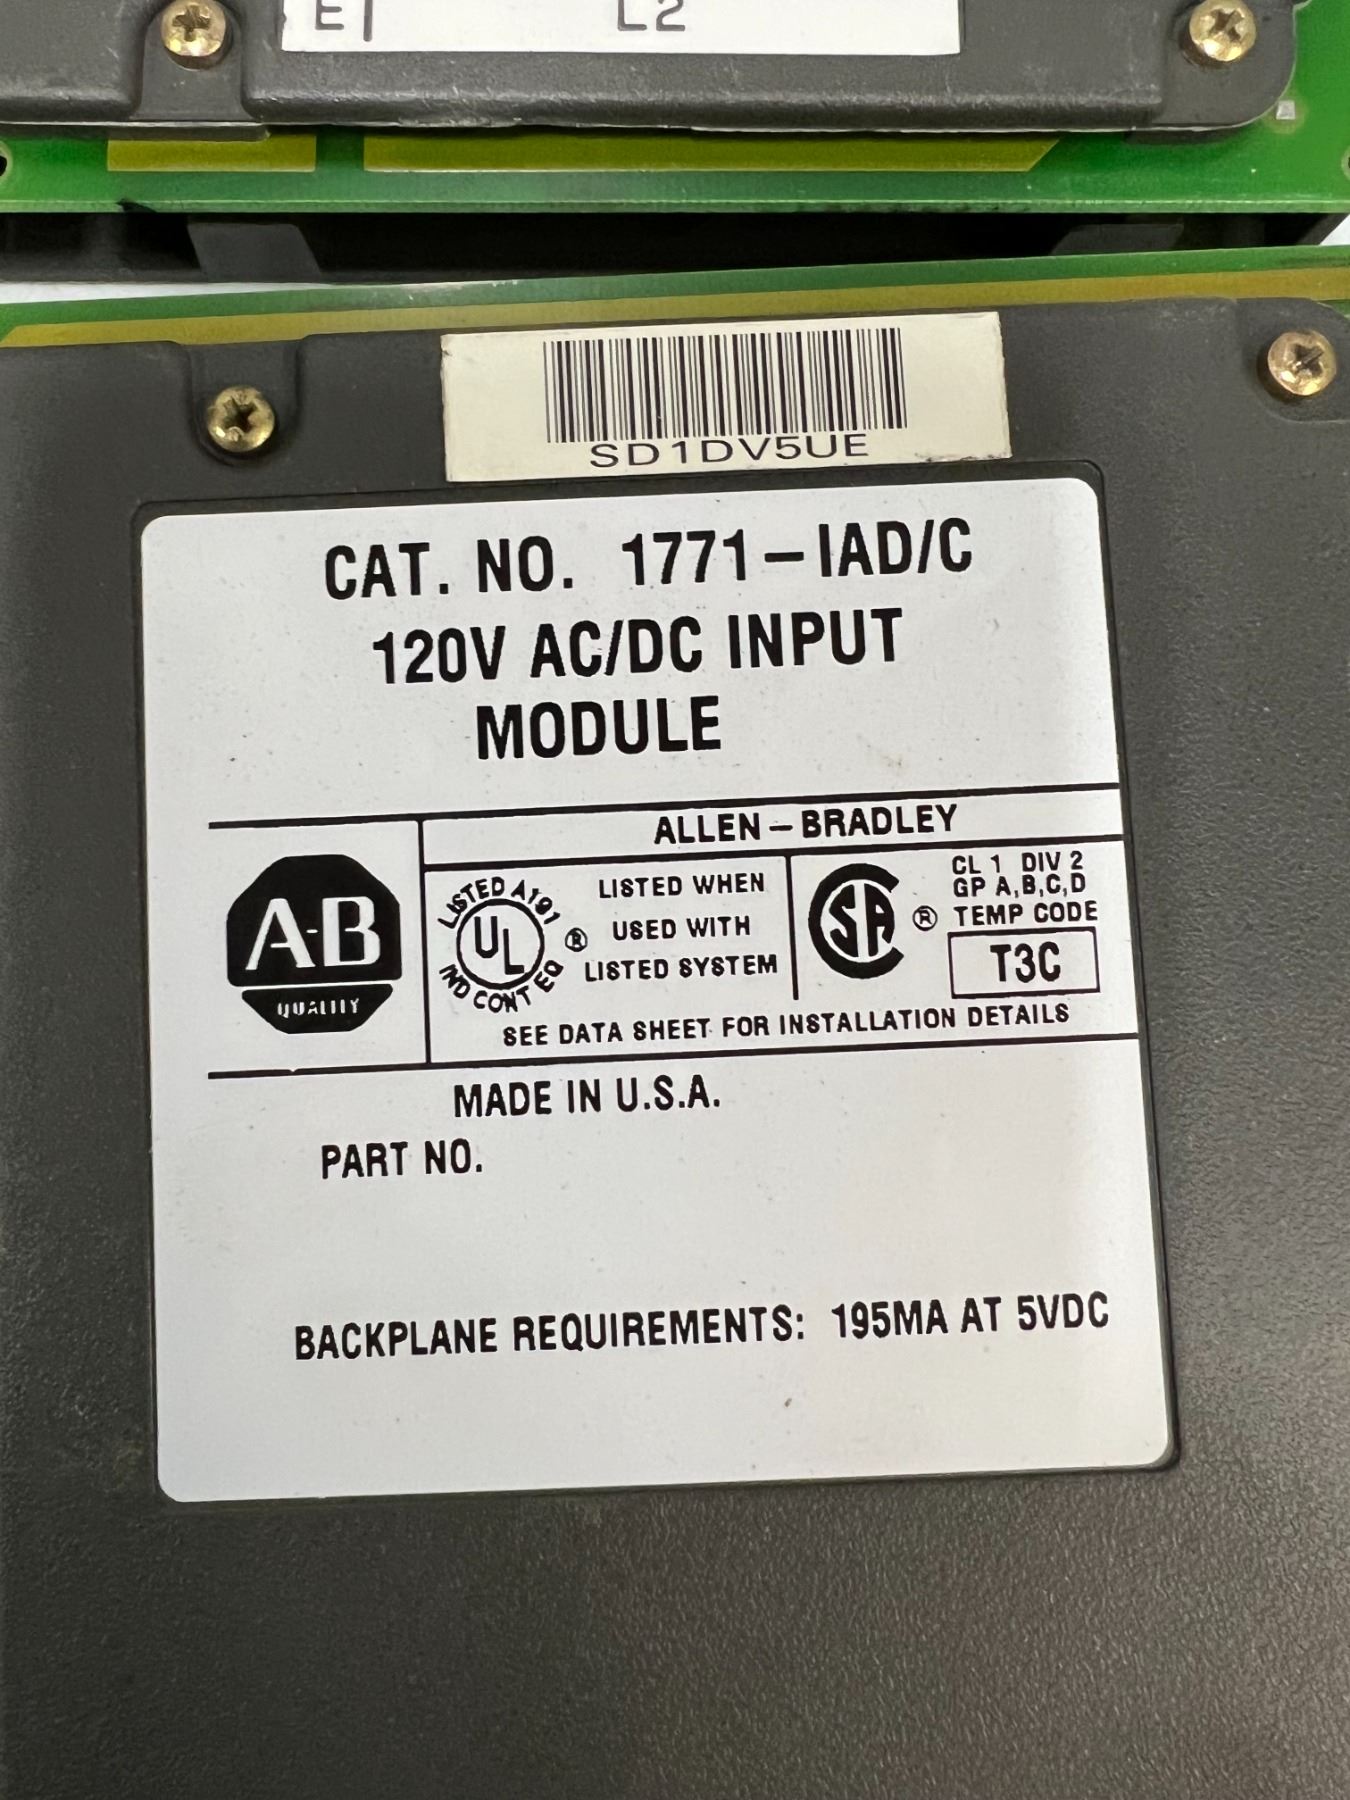 E L2
SD1DV5UE
CAT. NO. 1771-IAD/C
120V AC/DC INPUT
MODULE
ALLEN-BRADLEY
A-B
QUALITY
LISTED A191
UL
IND CONT EQ
®
LISTED WHEN
USED WITH
LISTED SYSTEM
SA
®
CL 1 DIV 2
GP A,B,C,D
TEMP CODE
T3C
SEE DATA SHEET FOR INSTALLATION DETAILS
MADE IN U.S.A.
PART NO.
BACKPLANE REQUIREMENTS: 195MA AT 5VDC